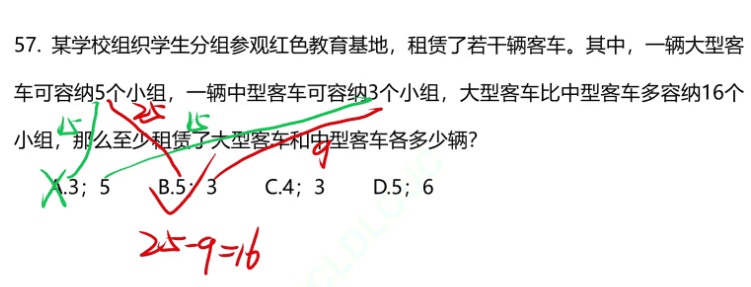 57. 某学校组织学生分组参观红色教育基地，租赁了若干辆客车。其中，一辆大型客
车可容纳5个小组，一辆中型客车可容纳3个小组，大型客车比中型客车多容纳16个
25 15
15
小组，那么至少租赁了大型客车和中型客车各多少辆？
9
A.3；5 B.5；3 C.4；3 D.5；6
25-9=16